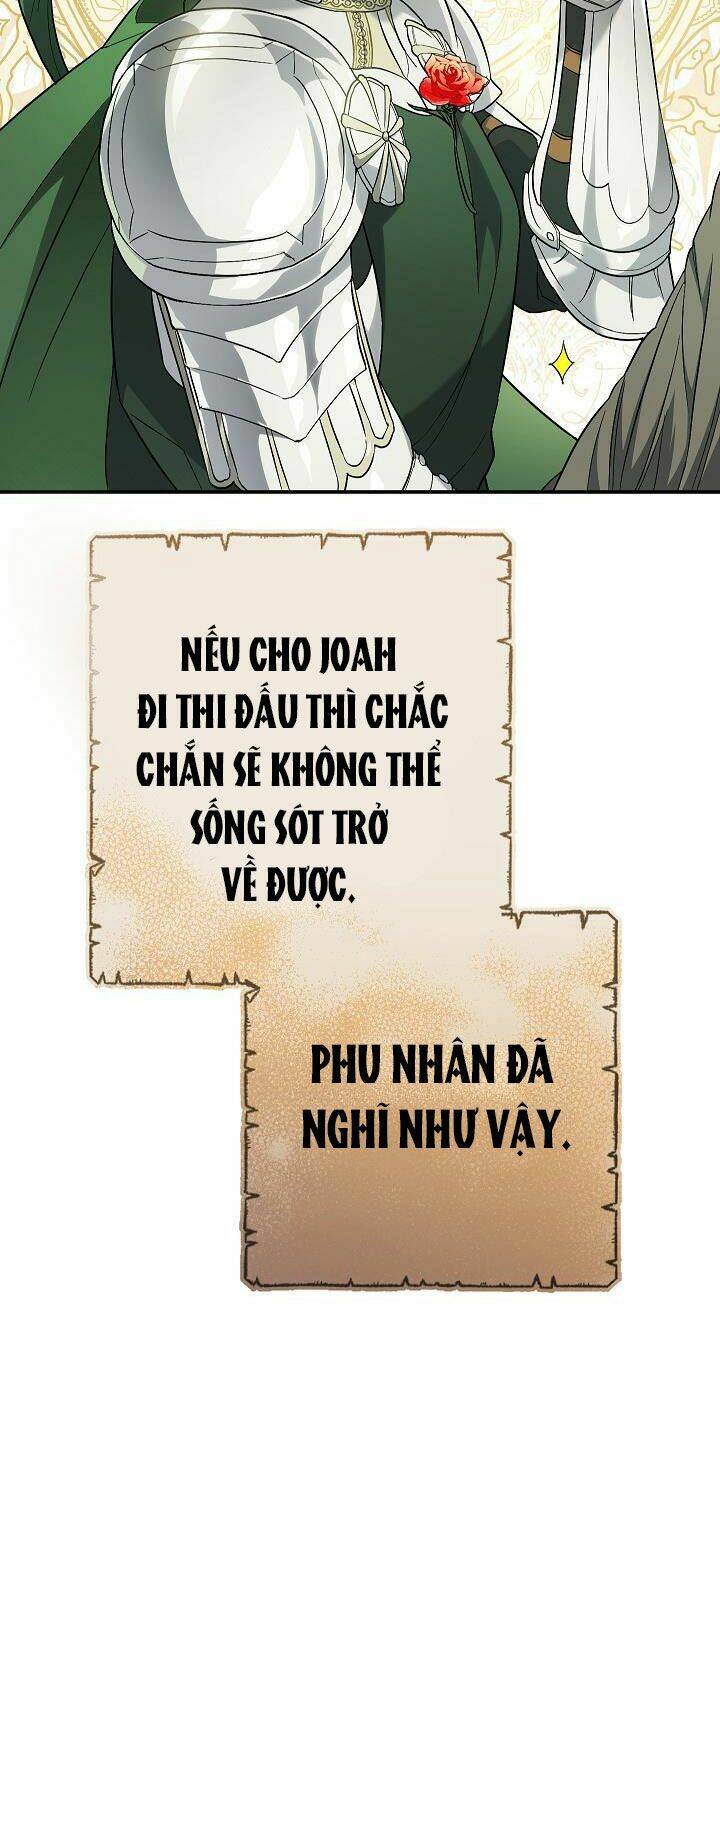 NẾU CHO JOAH
ĐI THI ĐẤU THÌ CHẮC
CHẮN SẼ KHÔNG THỂ
SỐNG SÓT TRỞ
VỀ ĐƯỢC.
PHU NHÂN ĐÃ
NGHĨ NHƯ VẬY.